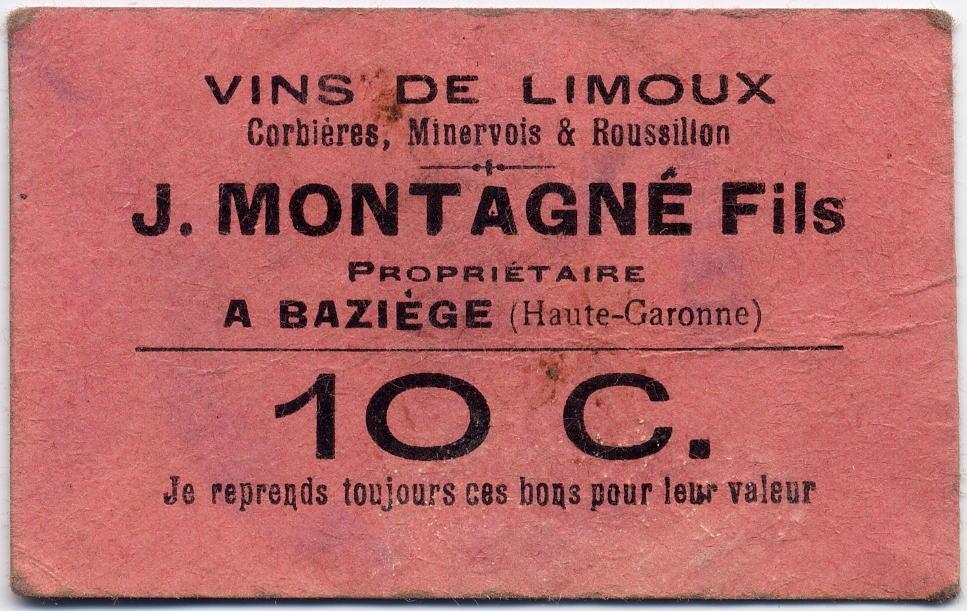 VINS DE LIMOUX
Corbières, Minervois & Roussillon
J. MONTAGNÉ Fils
PROPRIÉTAIRE
A BAZIÉGE (Haute-Garonne)
10 C.
Je reprends toujours ces bons pour leur valeur